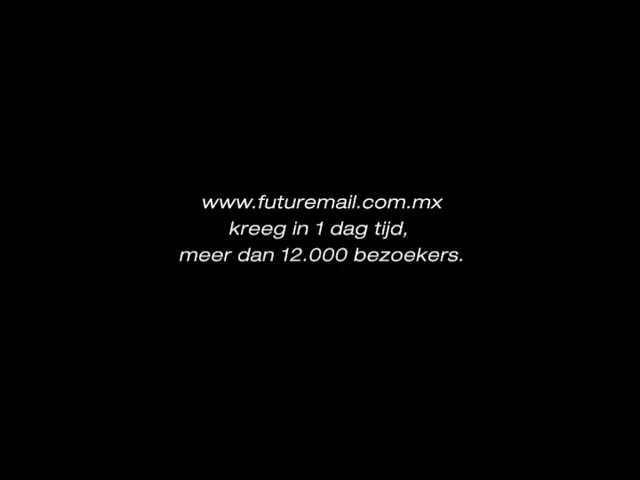 www.futuremail.com.mx
kreeg in 1 dag tijd,
meer dan 12.000 bezoekers.